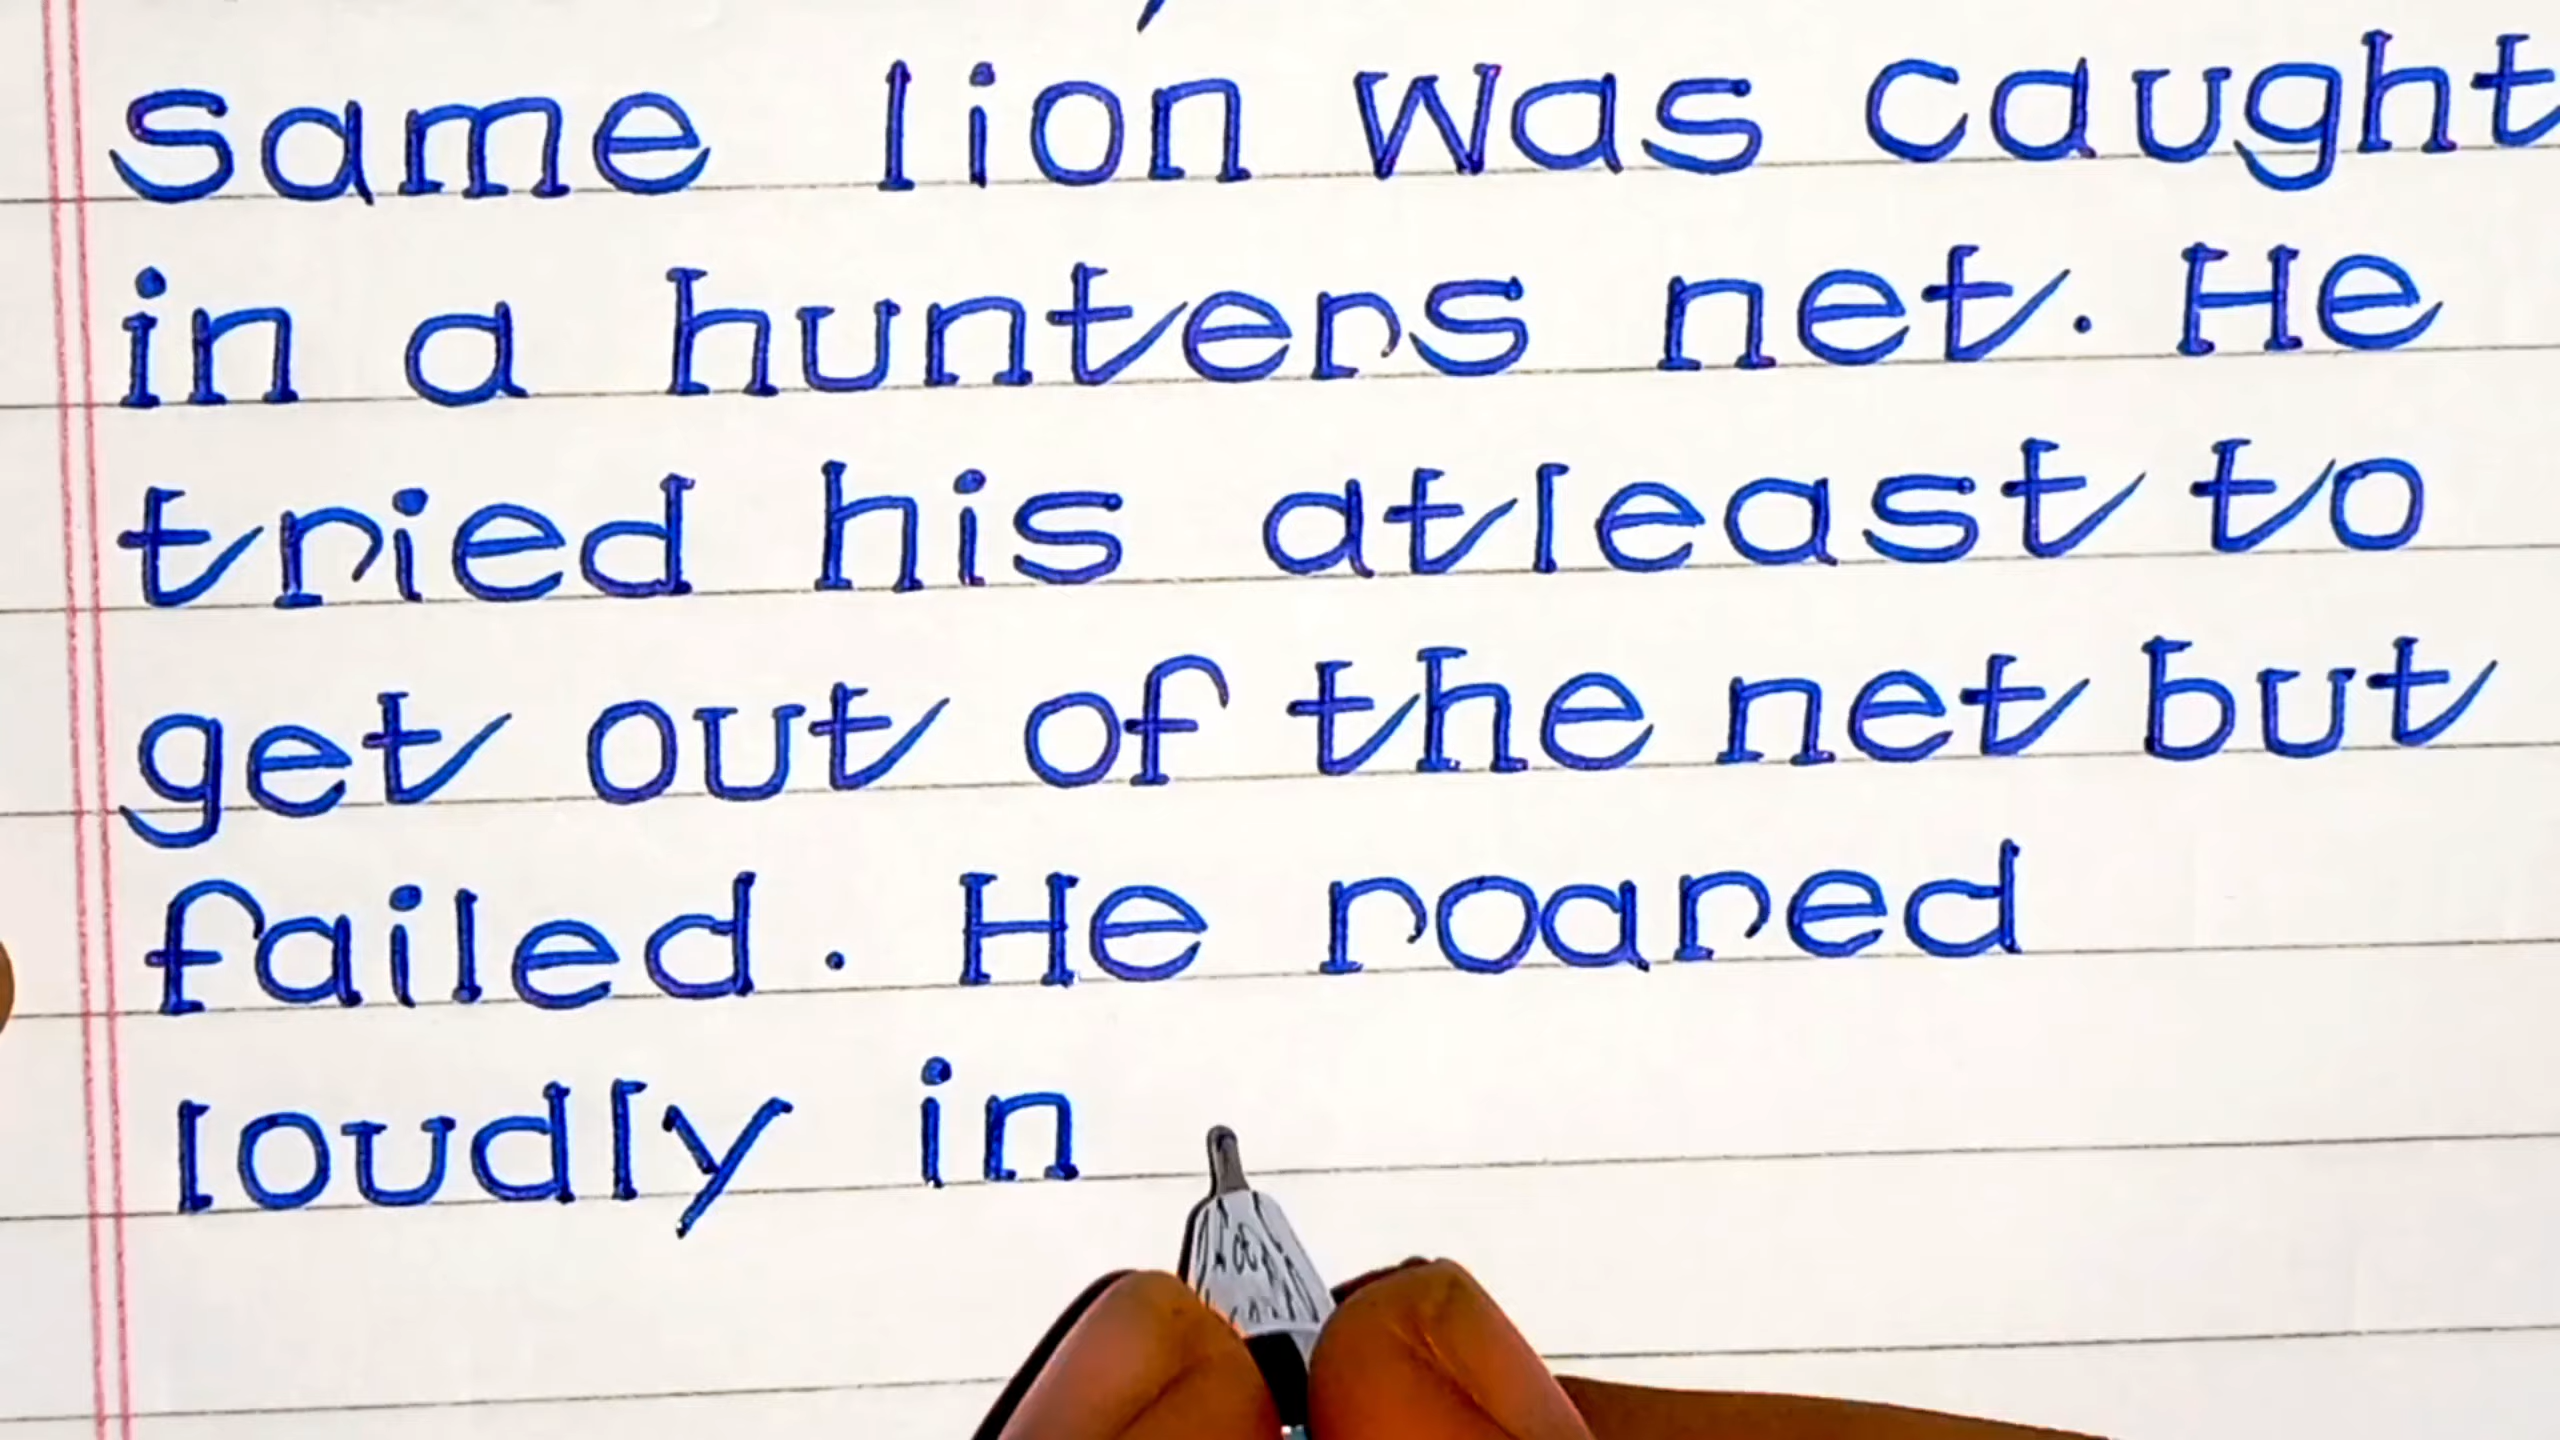 same lion was caught
in a hunters net. He
tried his atleast to
get out of the net but
failed. He roared
loudly in